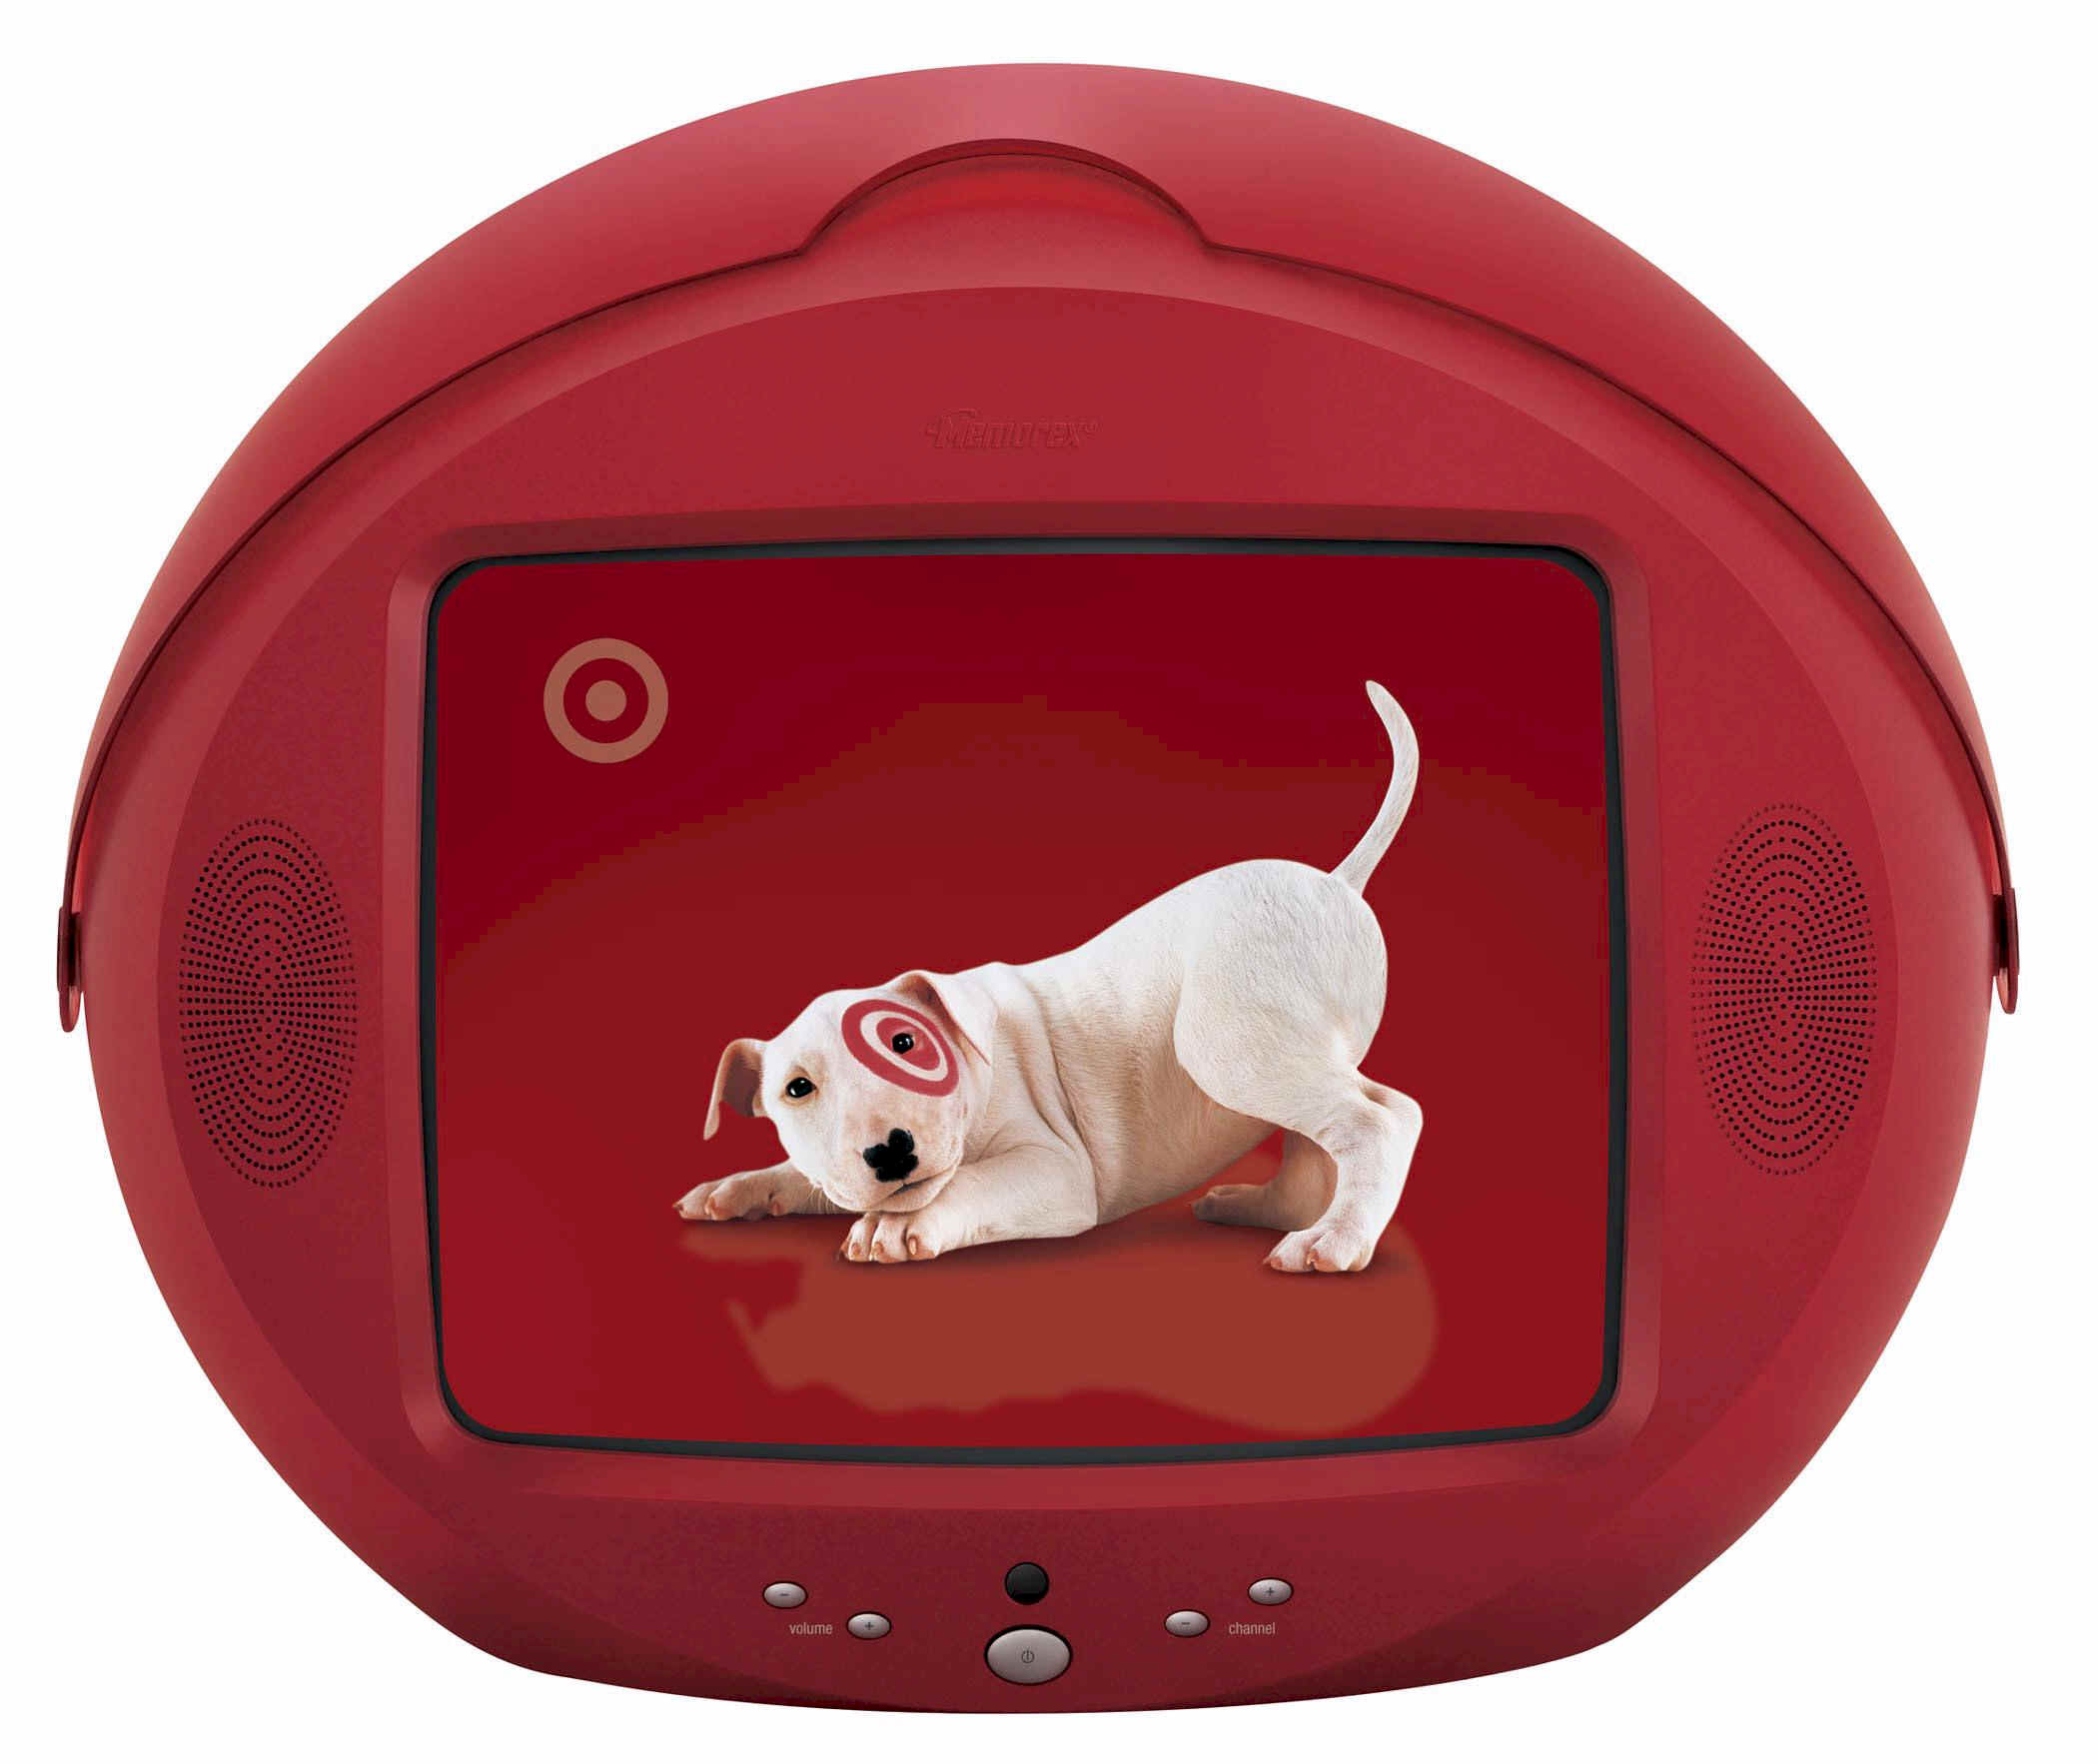 Memorex
- +
volume + - channel